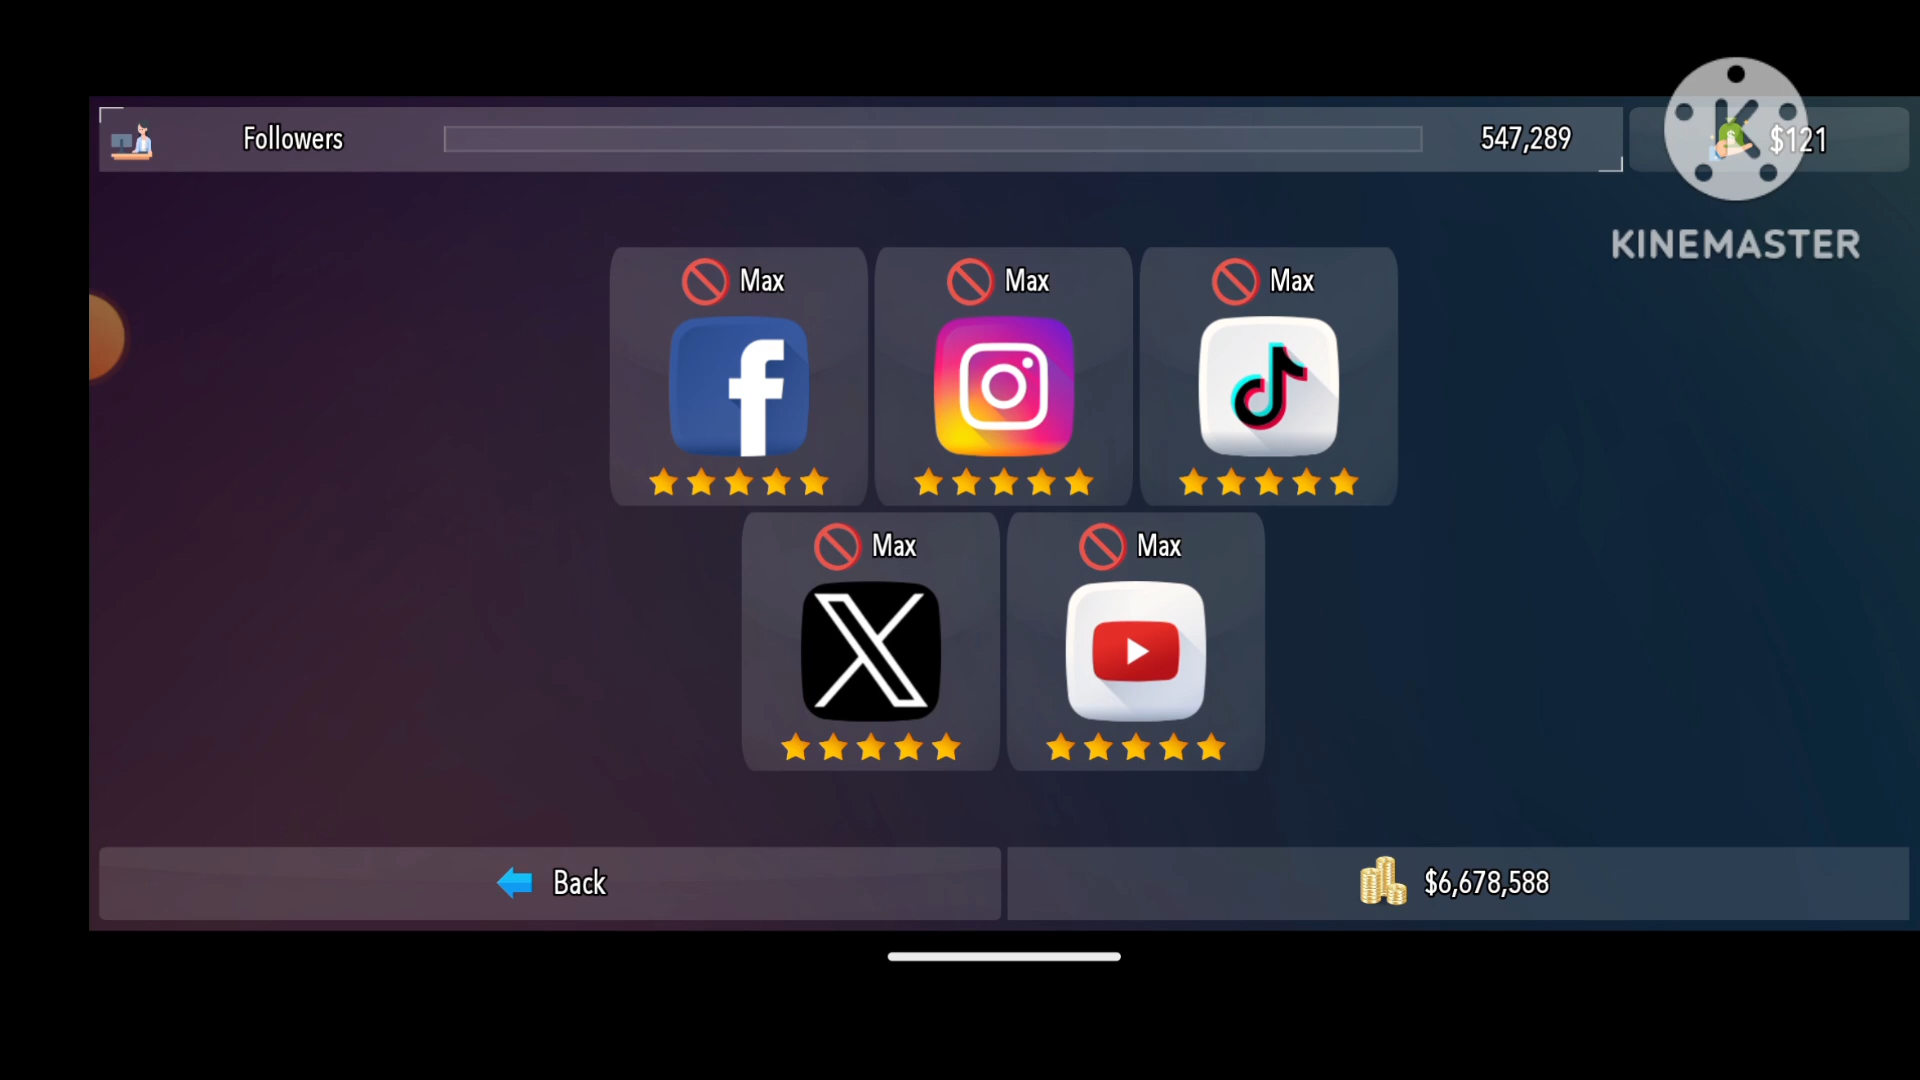 Followers 547,289 $121
KINEMASTER
Max Max Max
Max Max
Back $6,678,588